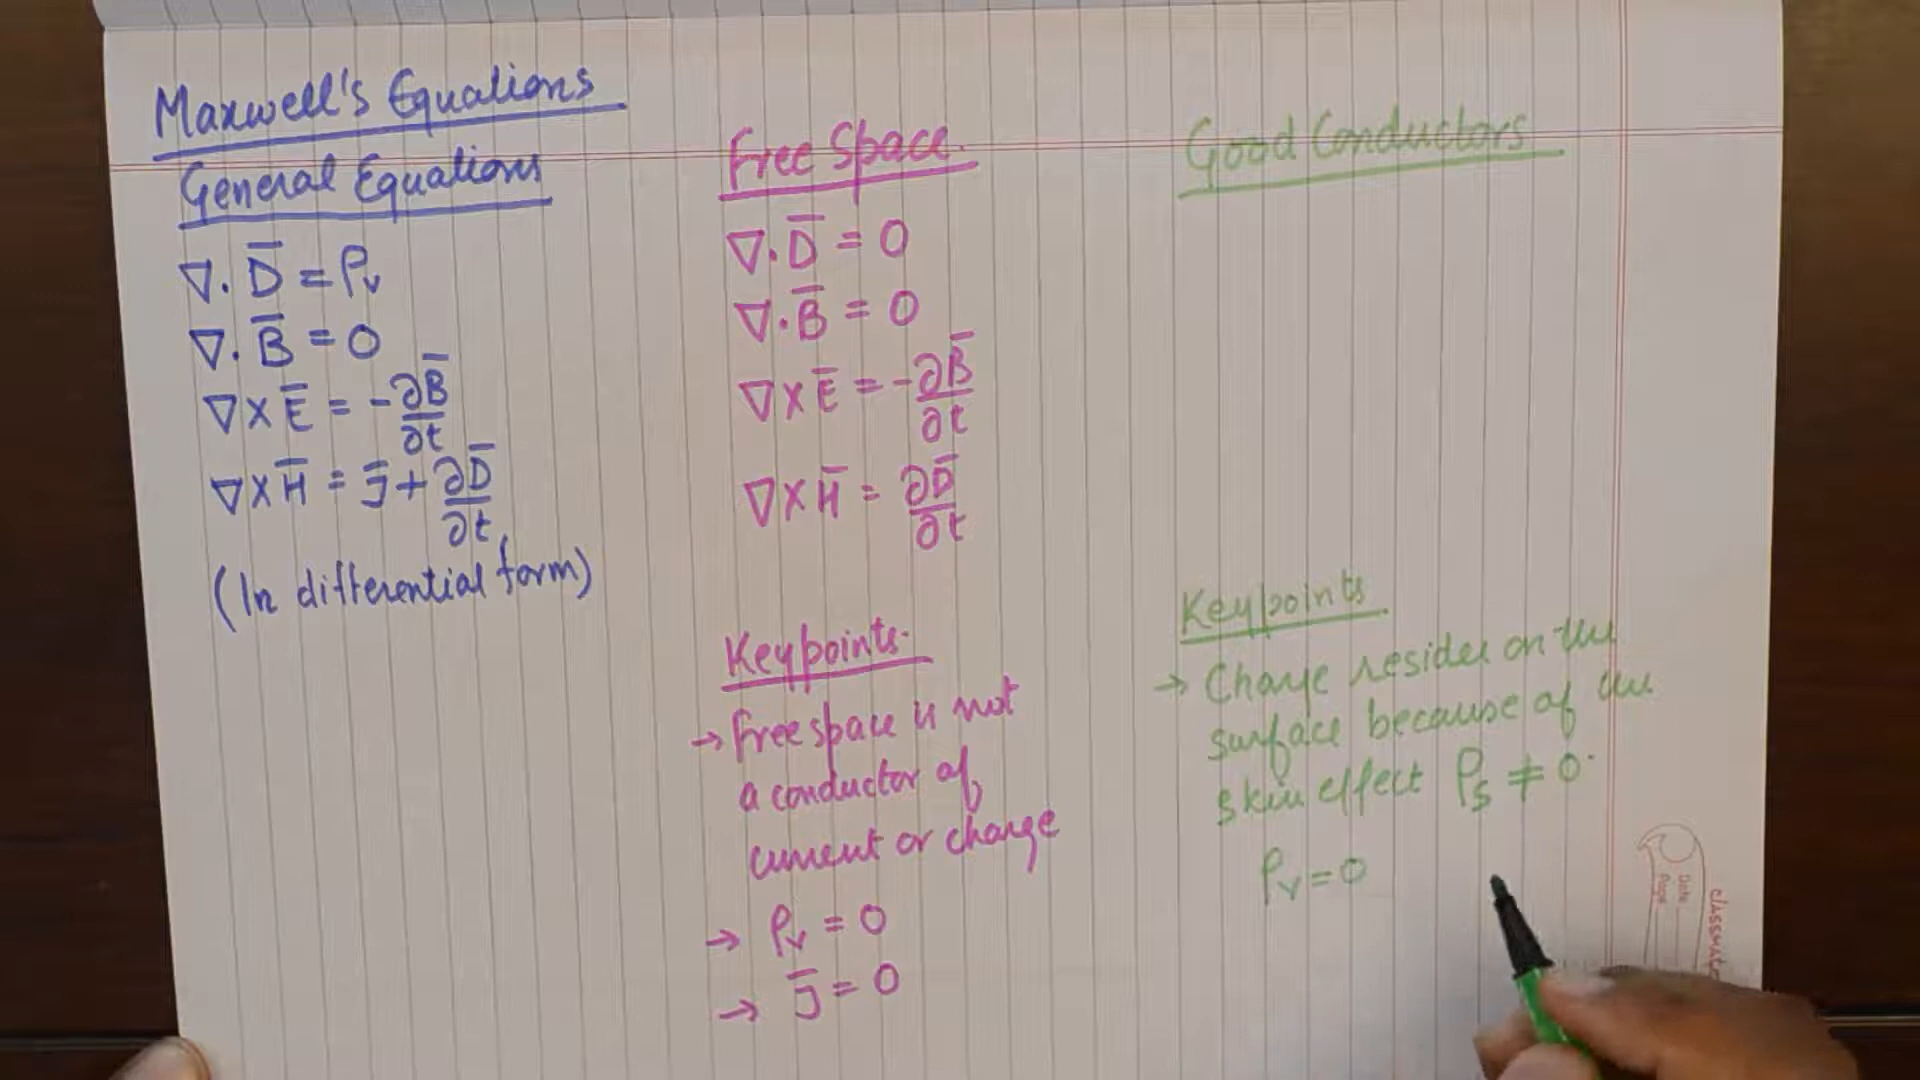 Maxwell's Equations
General Equations
∇. D̅ = ρv
∇. B̅ = 0
∇ X E̅ = -∂B̅/∂t
∇ X H̅ = J̅ + ∂D̅/∂t
(In differential form)
Free Space.
∇. D̅ = 0
∇. B̅ = 0
∇ X E̅ = -∂B̅/∂t
∇ X H̅ = ∂D̅/∂t
Keypoints.
→ Free space is not
a conductor of
current or charge
→ ρv = 0
→ J̅ = 0
Good Conductors
Keypoints
→ Charge resides on the
surface because of the
skin effect ρs ≠ 0.
ρv = 0
Date
Page